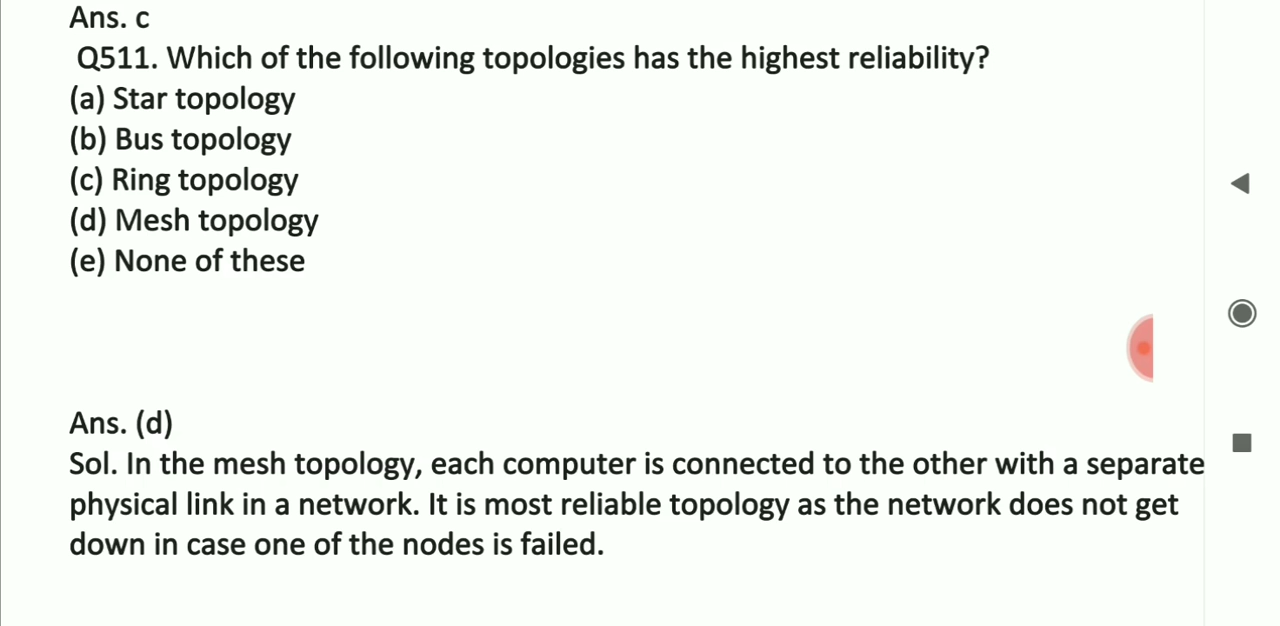 Ans. c
Q511. Which of the following topologies has the highest reliability?
(a) Star topology
(b) Bus topology
(c) Ring topology
(d) Mesh topology
(e) None of these
Ans. (d)
Sol. In the mesh topology, each computer is connected to the other with a separate
physical link in a network. It is most reliable topology as the network does not get
down in case one of the nodes is failed.